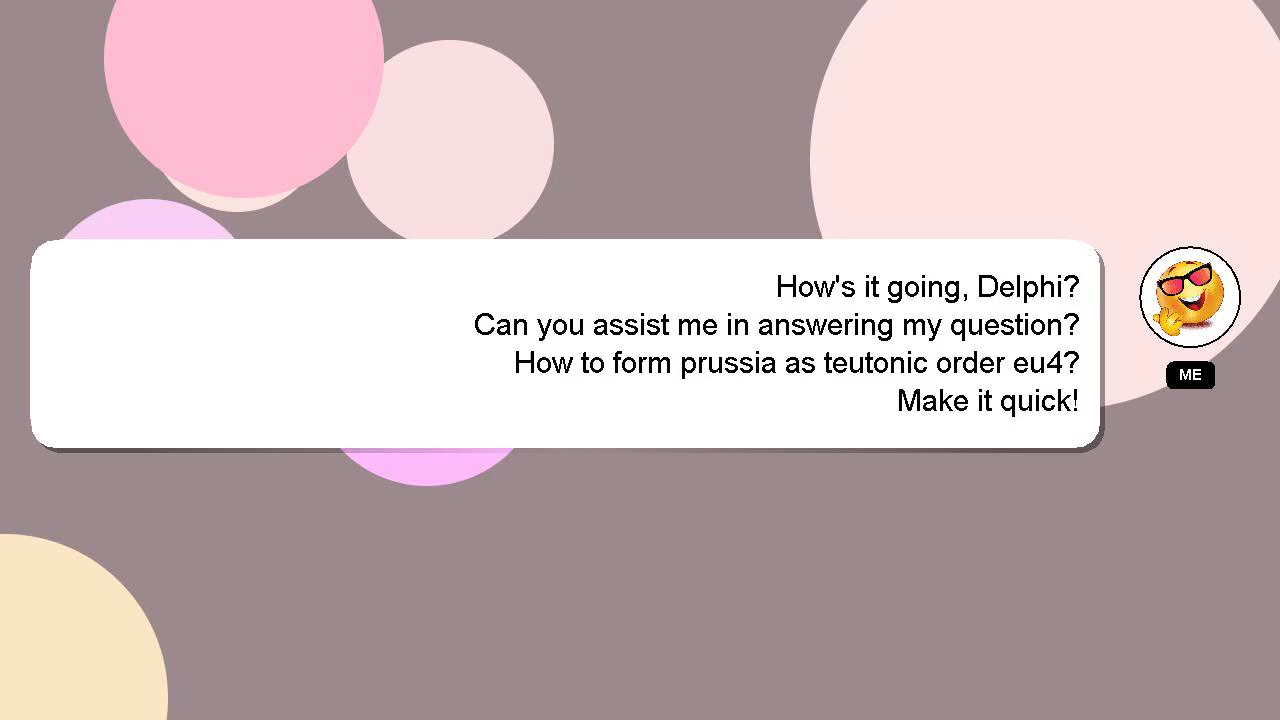 How's it going, Delphi?
Can you assist me in answering my question?
How to form prussia as teutonic order eu4?
Make it quick!
ME